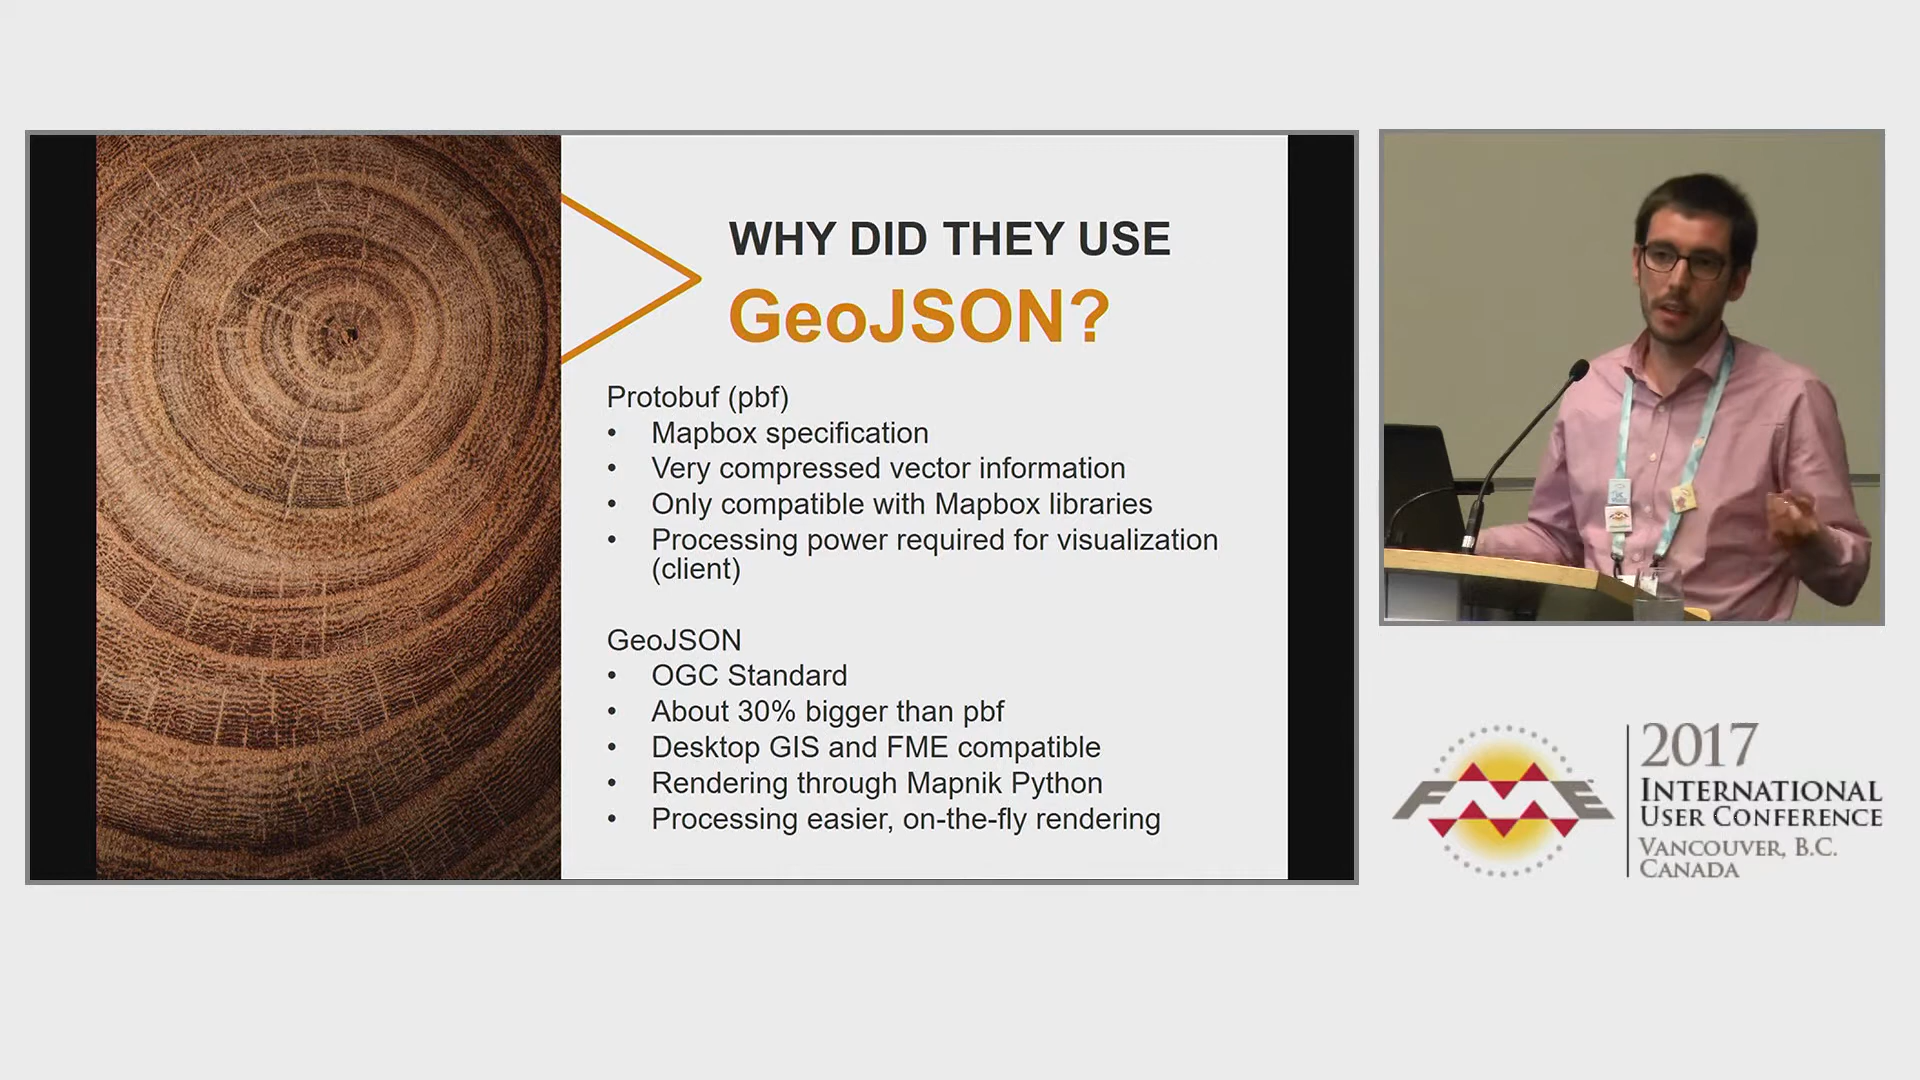 WHY DID THEY USE
GeoJSON?
Protobuf (pbf)
• Mapbox specification
• Very compressed vector information
• Only compatible with Mapbox libraries
• Processing power required for visualization
(client)
GeoJSON
• OGC Standard
• About 30% bigger than pbf
• Desktop GIS and FME compatible
• Rendering through Mapnik Python
• Processing easier, on-the-fly rendering
FME
2017
INTERNATIONAL
USER CONFERENCE
VANCOUVER, B.C.
CANADA